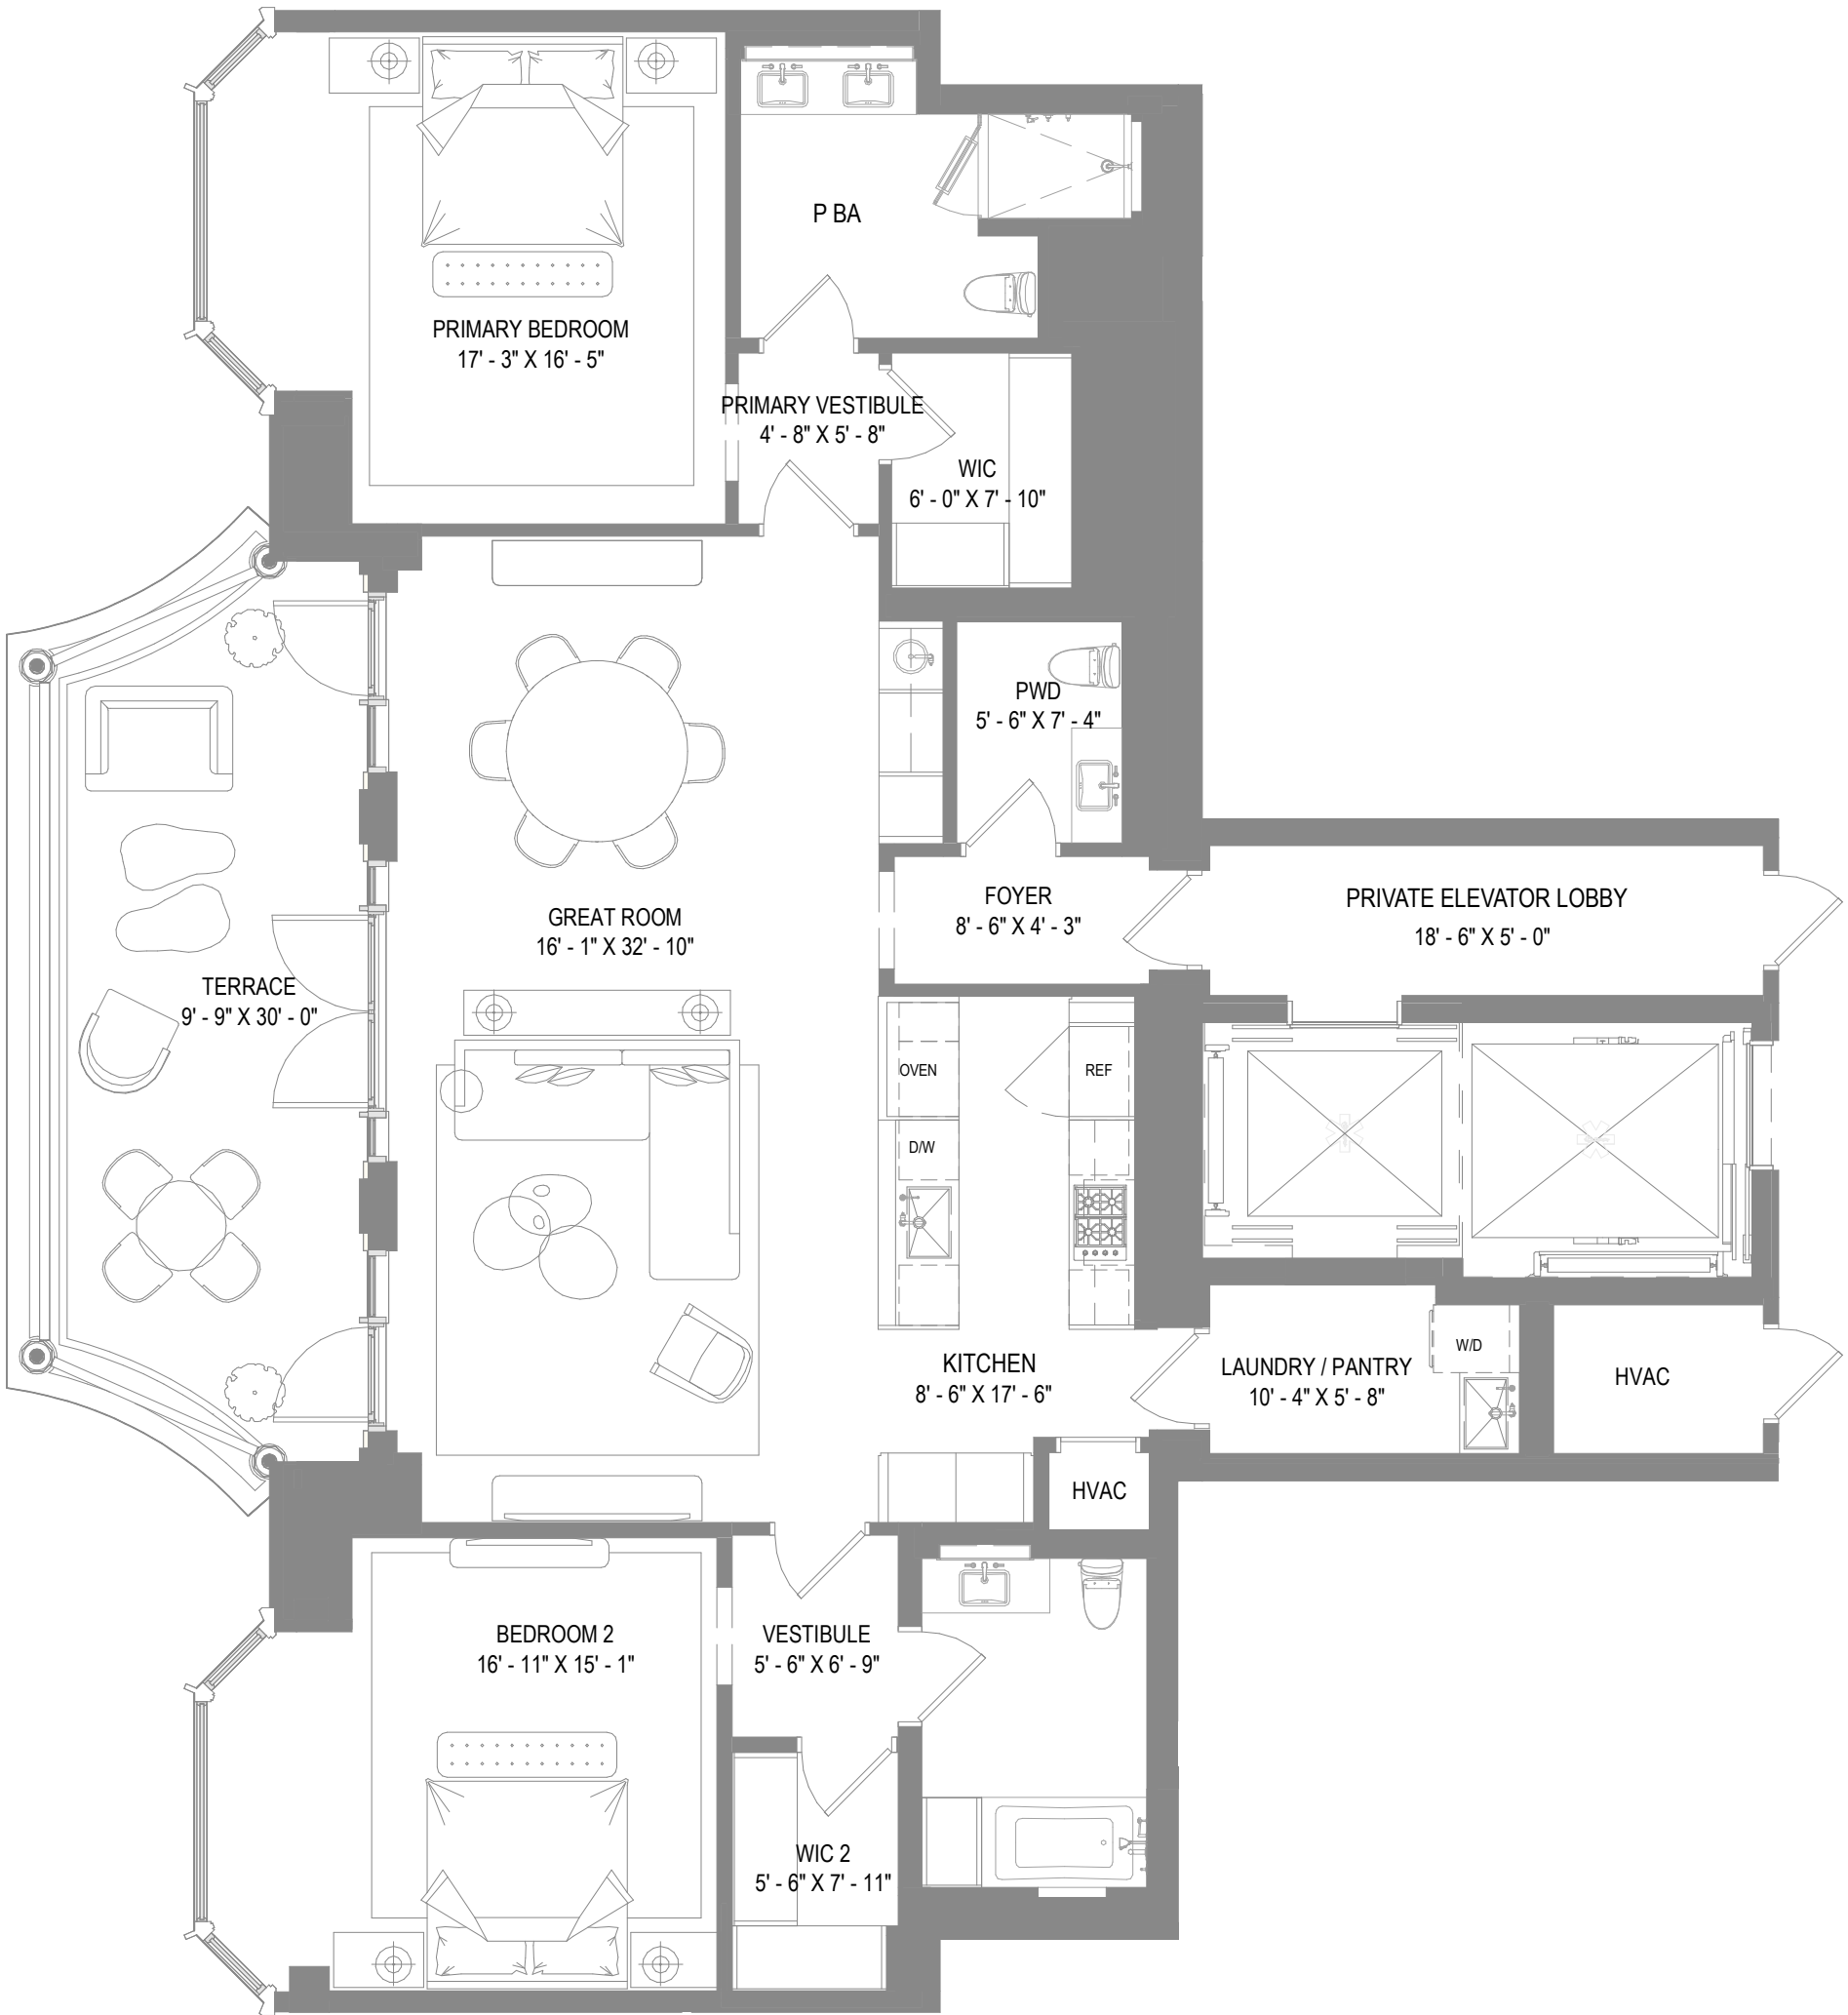 P BA
PRIMARY BEDROOM
17' - 3" X 16' - 5"
PRIMARY VESTIBULE
4' - 8" X 5' - 8"
WIC
6' - 0" X 7' - 10"
PWD
5' - 6" X 7' - 4"
FOYER
8' - 6" X 4' - 3"
PRIVATE ELEVATOR LOBBY
18' - 6" X 5' - 0"
GREAT ROOM
16' - 1" X 32' - 10"
TERRACE
9' - 9" X 30' - 0"
OVEN
REF
D/W
KITCHEN
8' - 6" X 17' - 6"
LAUNDRY / PANTRY
10' - 4" X 5' - 8"
W/D
HVAC
HVAC
BEDROOM 2
16' - 11" X 15' - 1"
VESTIBULE
5' - 6" X 6' - 9"
WIC 2
5' - 6" X 7' - 11"